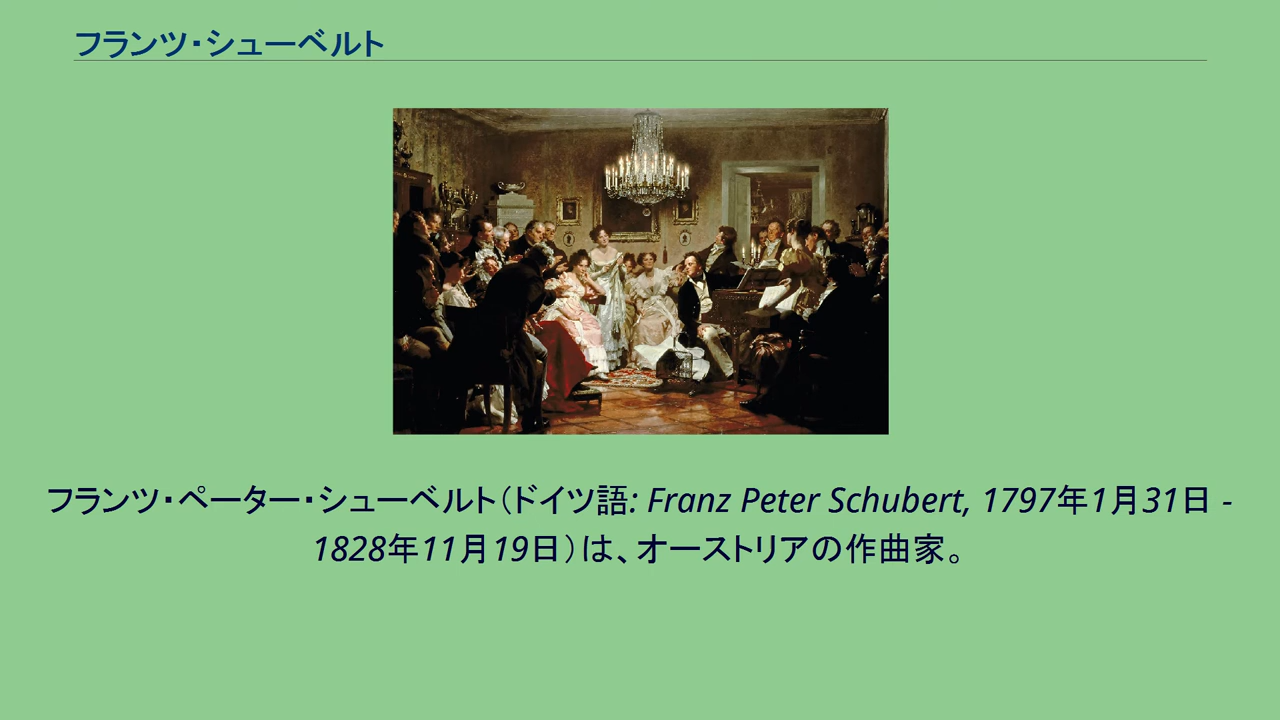 フランツ・シューベルト
フランツ・ペーター・シューベルト（ドイツ語: Franz Peter Schubert, 1797年1月31日 -
1828年11月19日）は、オーストリアの作曲家。